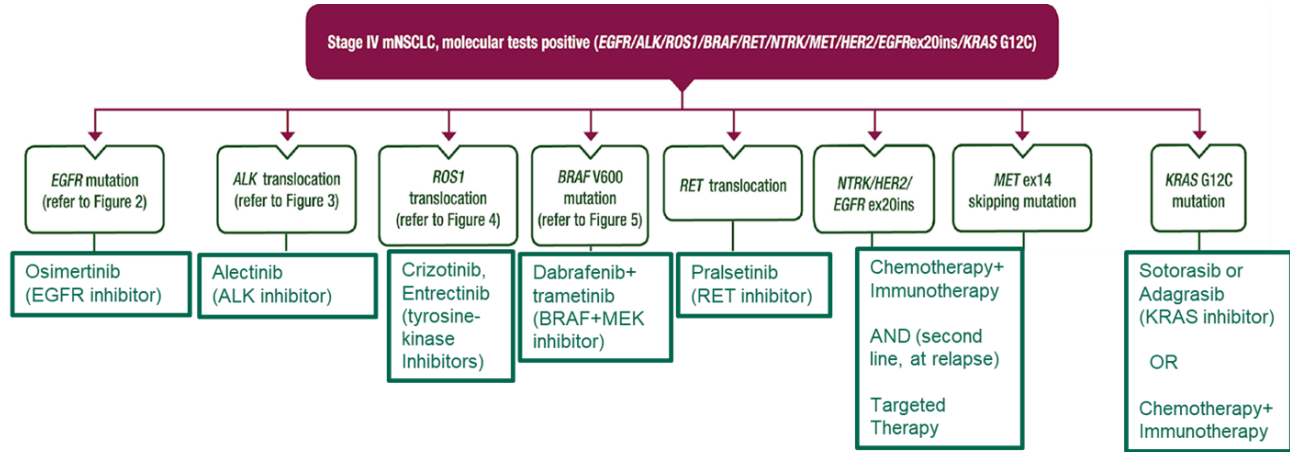 Stage IV mNSCLC, molecular tests positive (EGFR/ALK/ROS1/BRAF/RET/NTRK/MET/HER2/EGFRex20ins/KRAS G12C)
EGFR mutation
(refer to Figure 2)
ALK translocation
(refer to Figure 3)
ROS1
translocation
(refer to Figure 4)
BRAF V600
mutation
(refer to Figure 5)
RET translocation
NTRK/HER2/
EGFR ex20ins
MET ex14
skipping mutation
KRAS G12C
mutation
Osimertinib
(EGFR inhibitor)
Alectinib
(ALK inhibitor)
Crizotinib,
Entrectinib
(tyrosine-
kinase
Inhibitors)
Dabrafenib+
trametinib
(BRAF+MEK
inhibitor)
Pralsetinib
(RET inhibitor)
Chemotherapy+
Immunotherapy
AND (second
line, at relapse)
Targeted
Therapy
Sotorasib or
Adagrasib
(KRAS inhibitor)
OR
Chemotherapy+
Immunotherapy